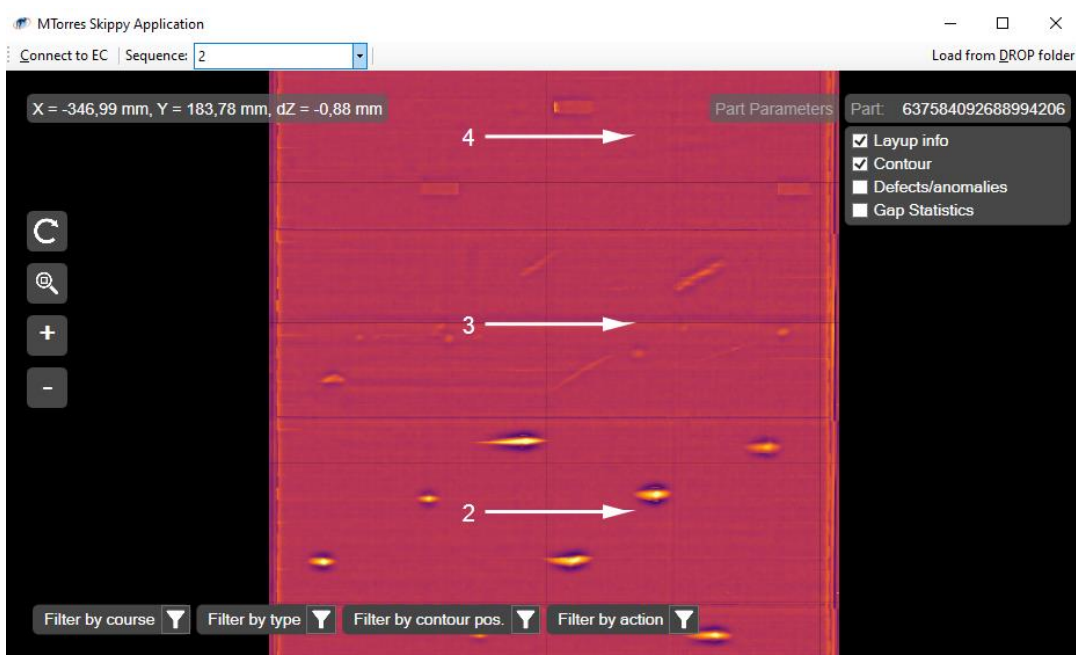 MTorres Skippy Application
Connect to EC Sequence: 2 Load from DROP folder
X = -346,99 mm, Y = 183,78 mm, dZ = -0,88 mm Part Parameters Part: 637584092688994206
Layup info
Contour
Defects/anomalies
Gap Statistics
4
3
2
+
-
Filter by course Filter by type Filter by contour pos. Filter by action